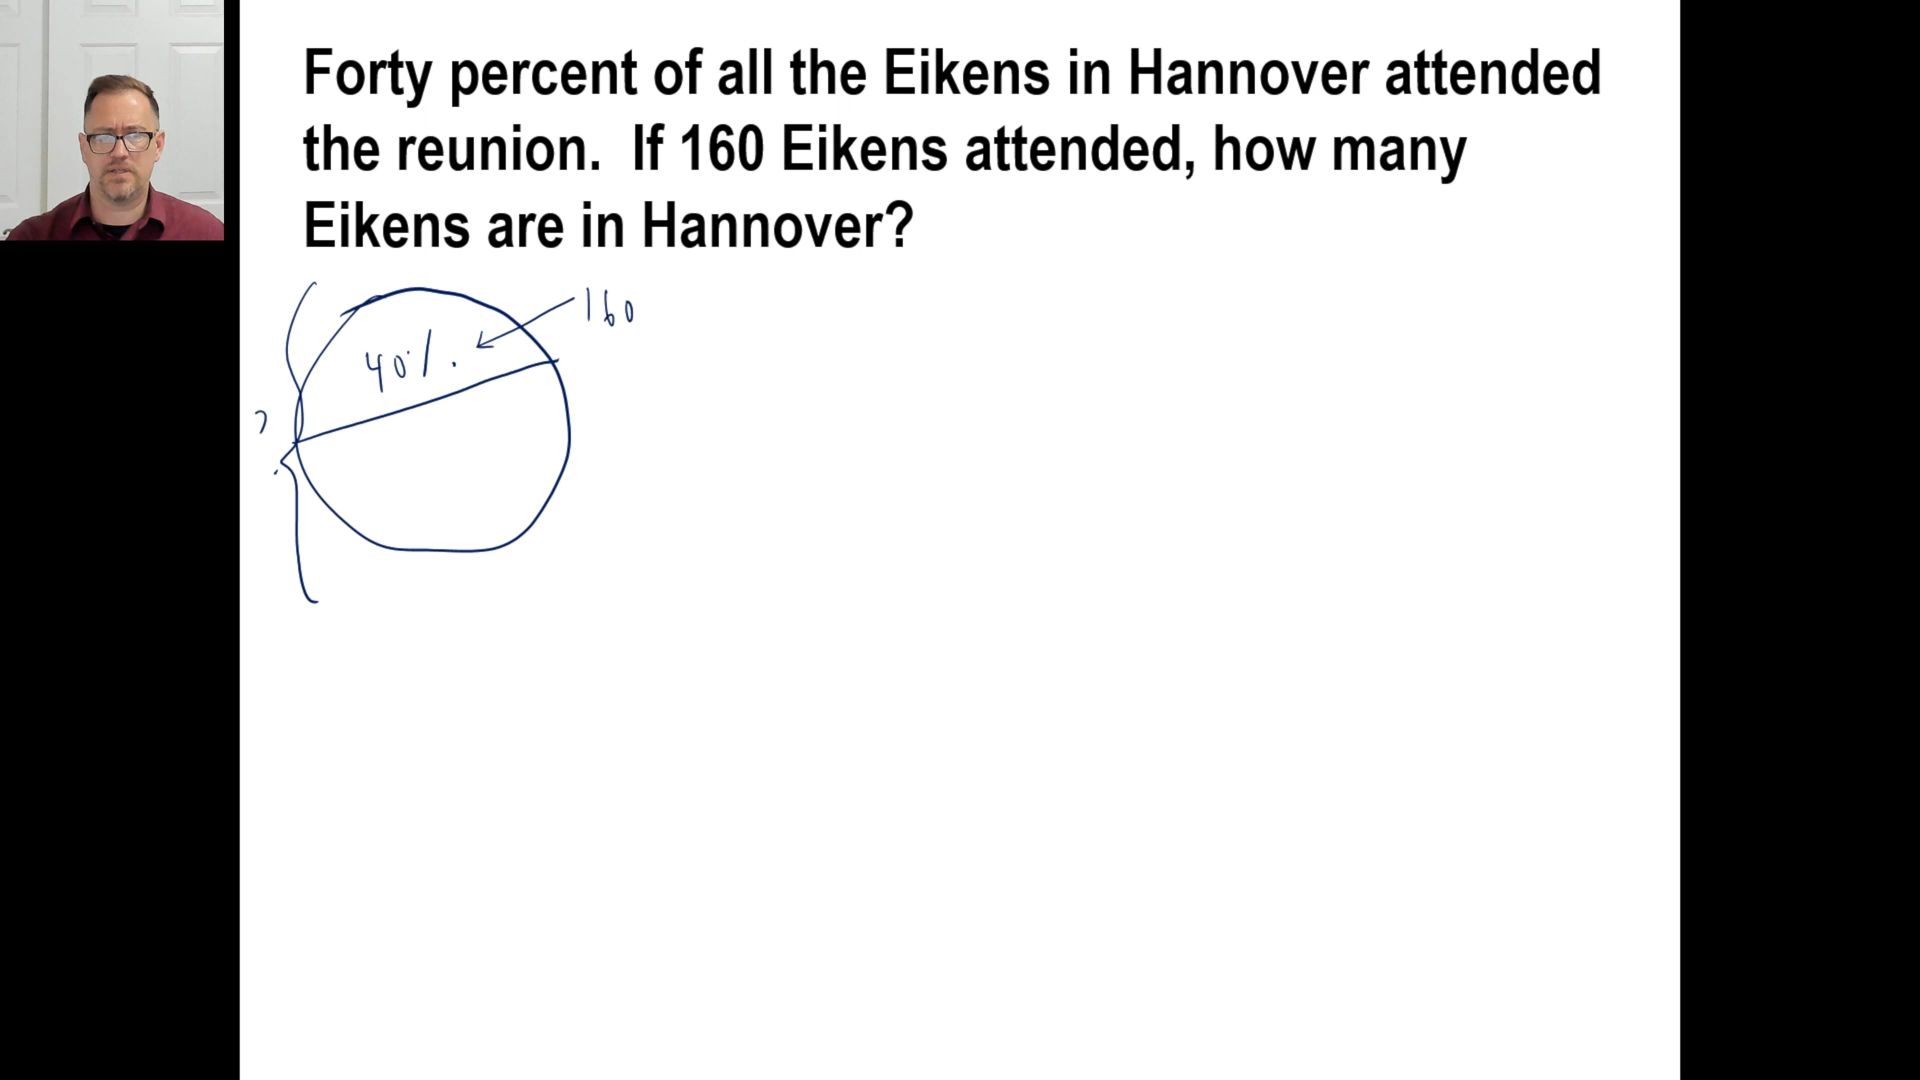 Forty percent of all the Eikens in Hannover attended
the reunion. If 160 Eikens attended, how many
Eikens are in Hannover?
160
40%.
?